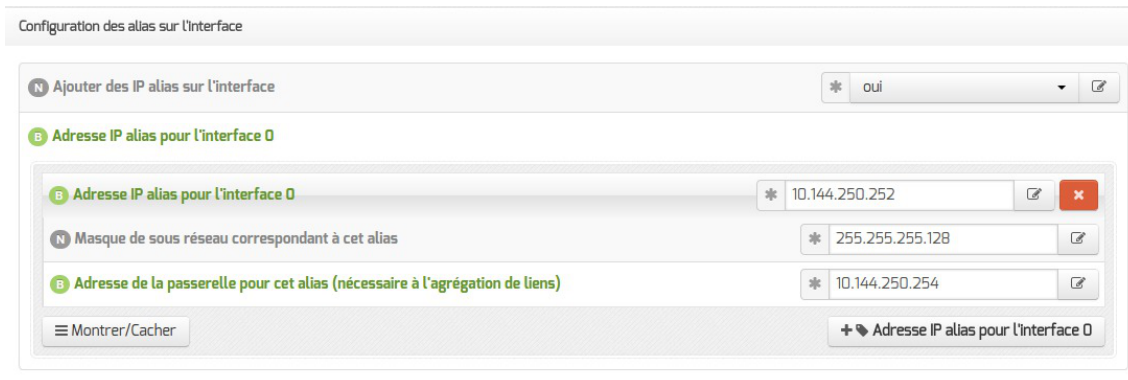 Configuration des alias sur l'interface
N Ajouter des IP alias sur l'interface
* oui
B Adresse IP alias pour l'interface 0
B Adresse IP alias pour l'interface 0
* 10.144.250.252
N Masque de sous réseau correspondant à cet alias
* 255.255.255.128
B Adresse de la passerelle pour cet alias (nécessaire à l'agrégation de liens)
* 10.144.250.254
Montrer/Cacher
+ Adresse IP alias pour l'interface 0